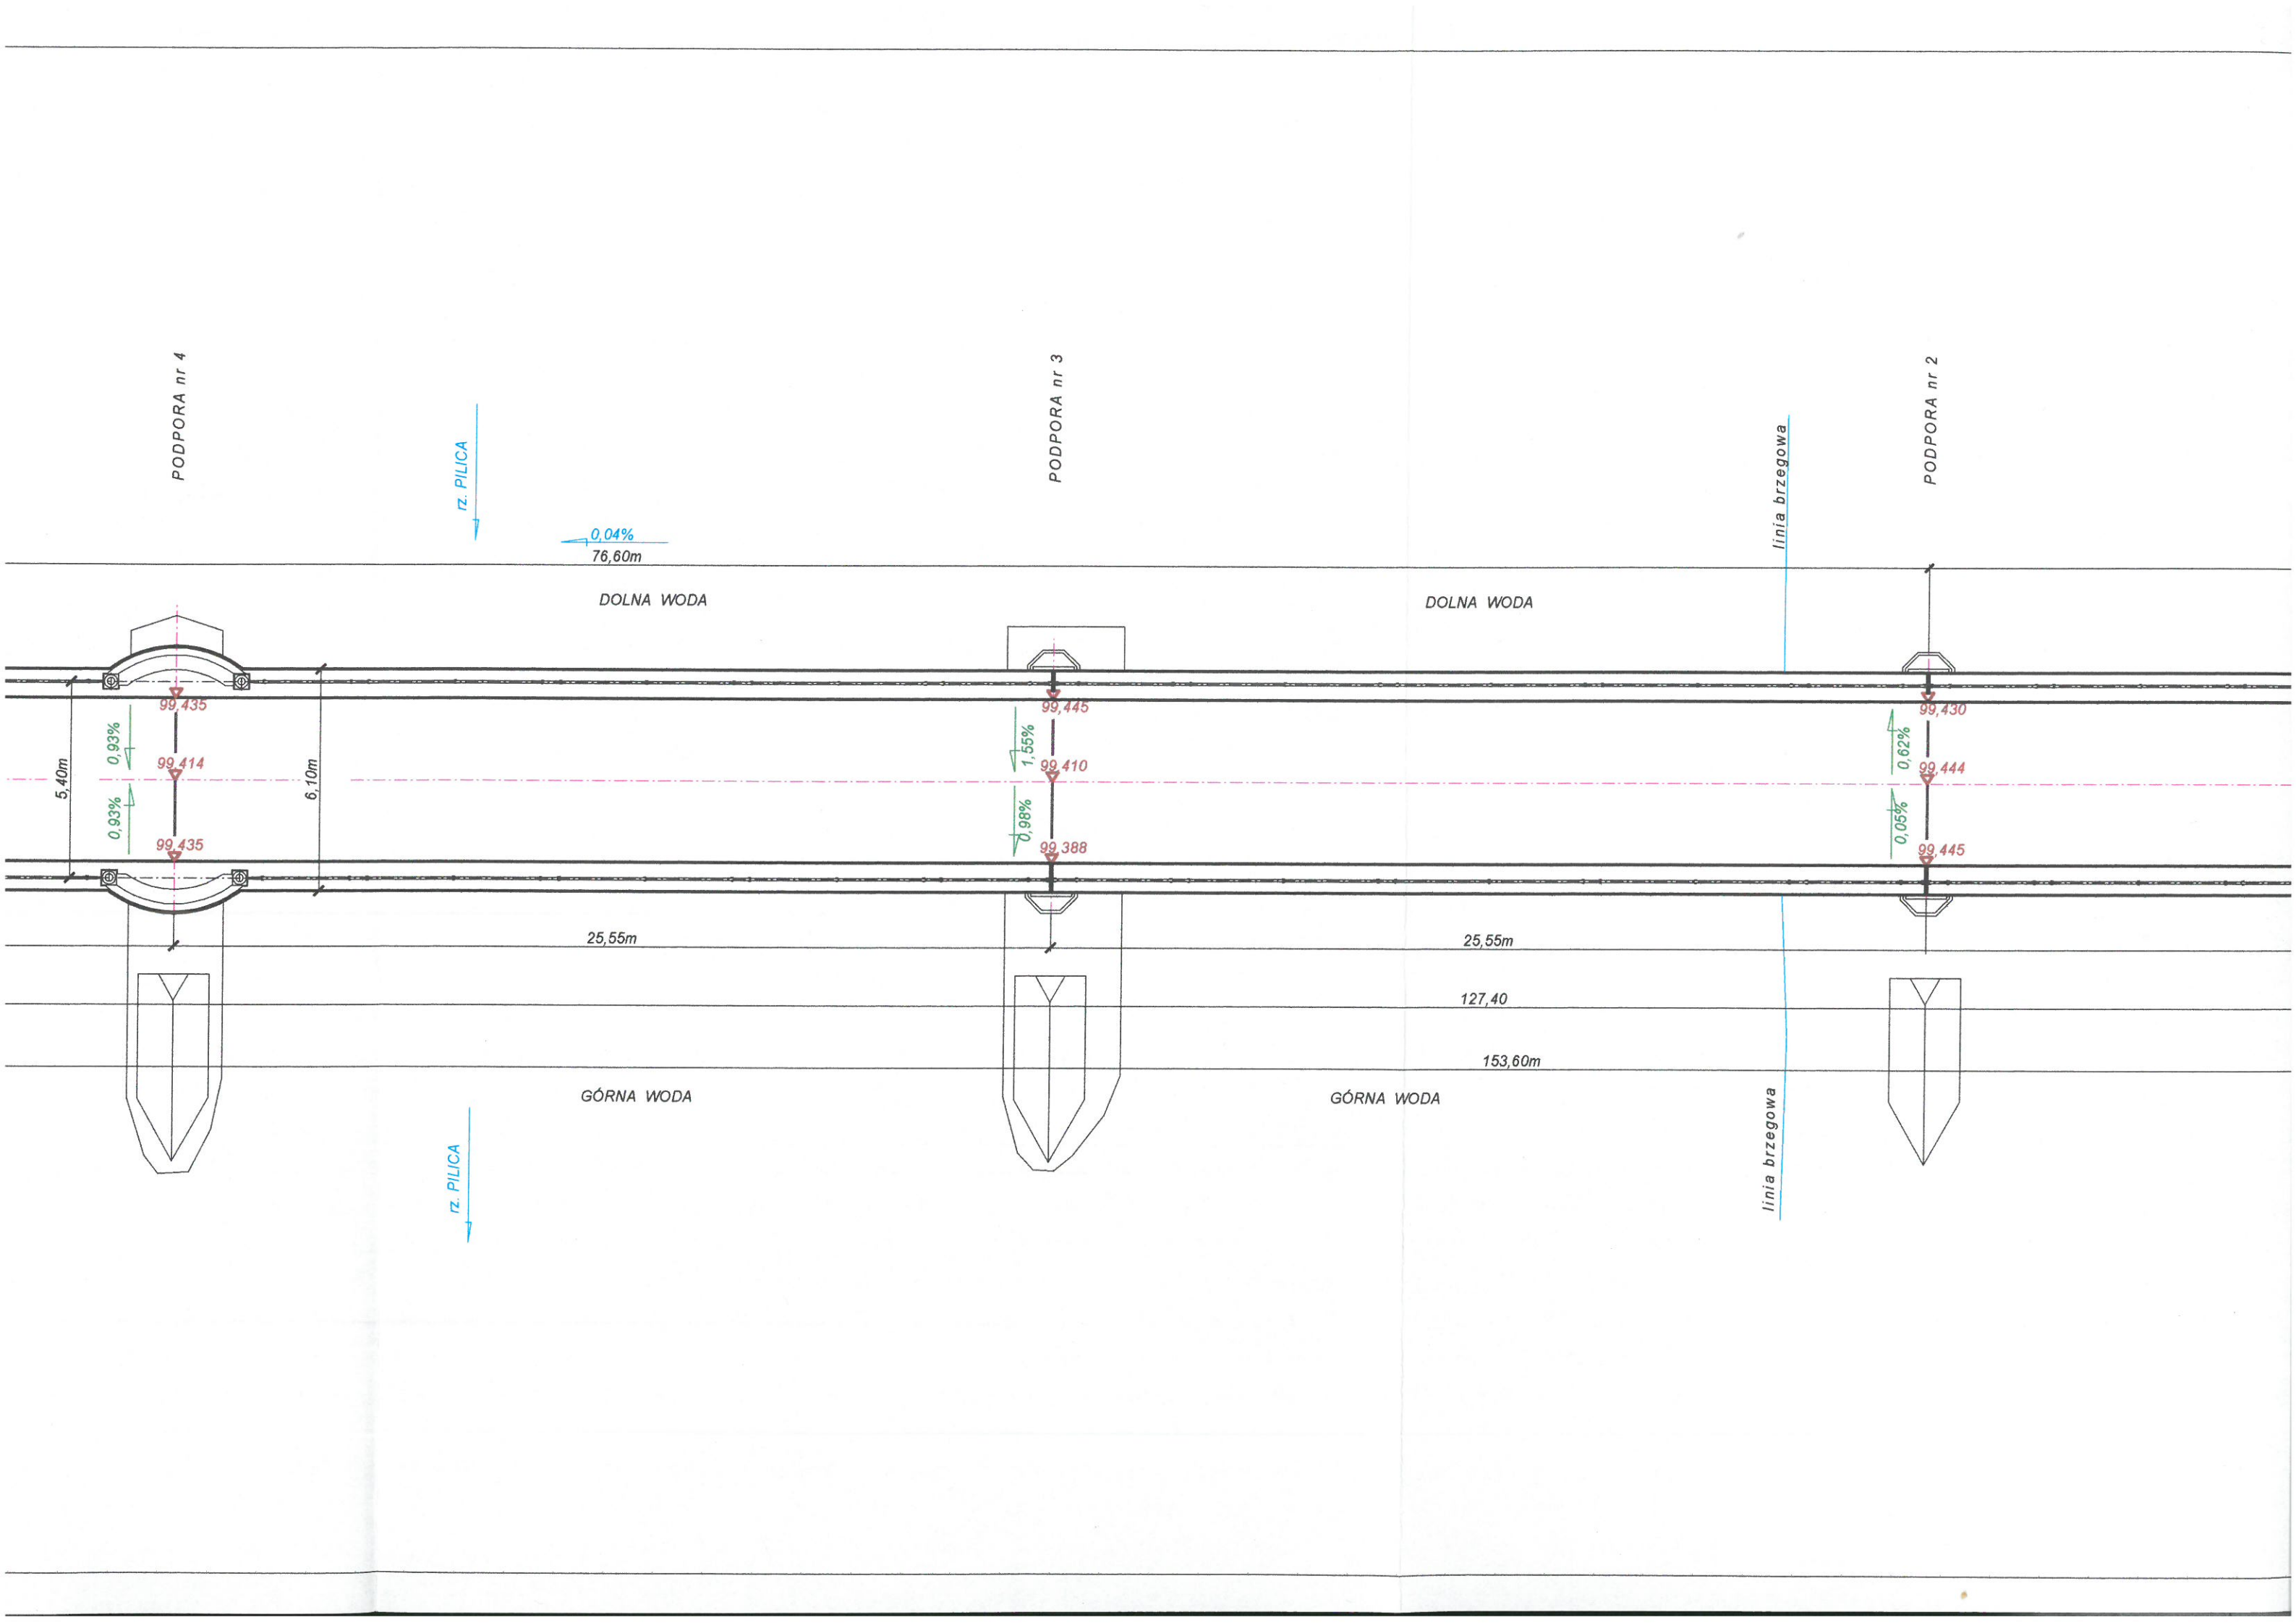 PODPORA nr 4
PODPORA nr 3
PODPORA nr 2
rz. PILICA
linia brzegowa
0,04%
76,60m
DOLNA WODA
DOLNA WODA
99,435
99,445
99,430
0,93%
1,55%
0,62%
99,414
99,410
99,444
5,40m
6,10m
0,93%
0,98%
0,05%
99,435
99,388
99,445
25,55m
25,55m
127,40
153,60m
GÓRNA WODA
GÓRNA WODA
rz. PILICA
linia brzegowa